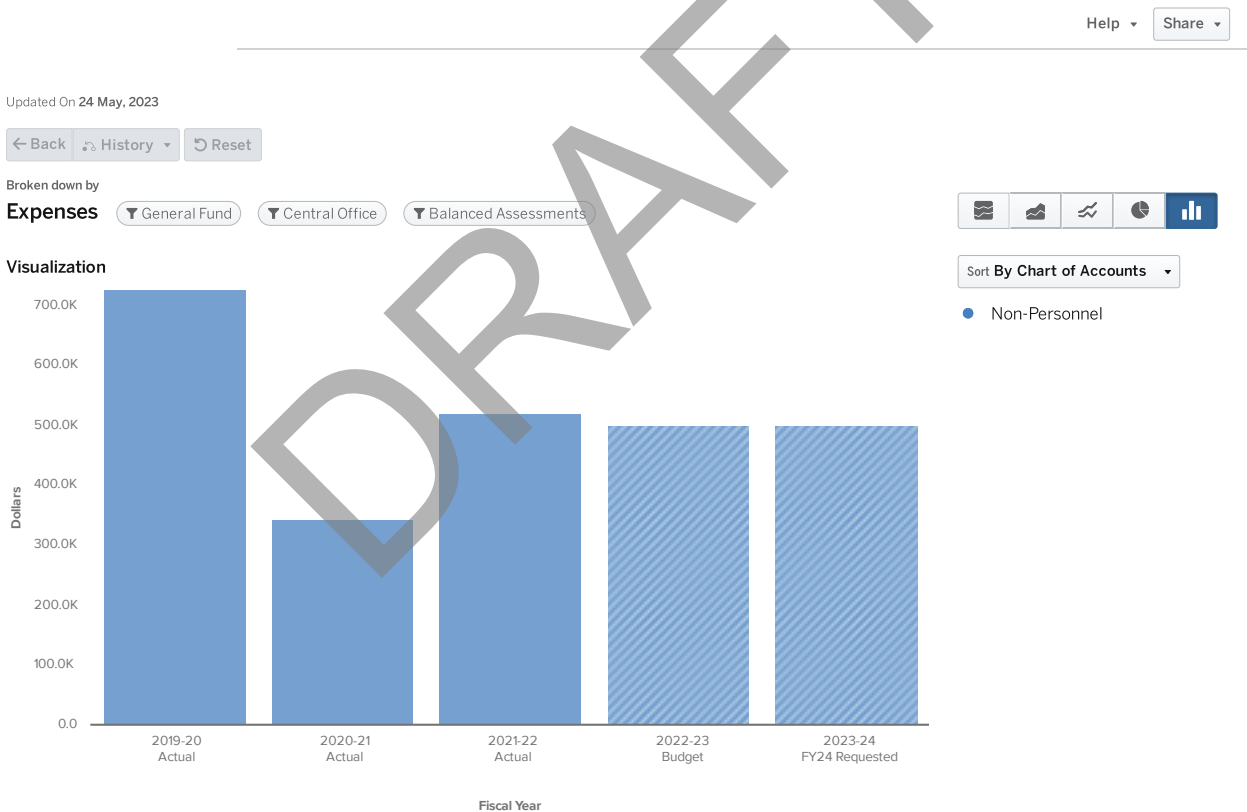 Help
Share
Updated On 24 May, 2023
Back
History
Reset
Broken down by
Expenses
General Fund
Central Office
Balanced Assessments
Visualization
Sort By Chart of Accounts
Non-Personnel
700.0K
600.0K
500.0K
400.0K
300.0K
200.0K
100.0K
0.0
Dollars
2019-20
Actual
2020-21
Actual
2021-22
Actual
2022-23
Budget
2023-24
FY24 Requested
Fiscal Year
DRAFT